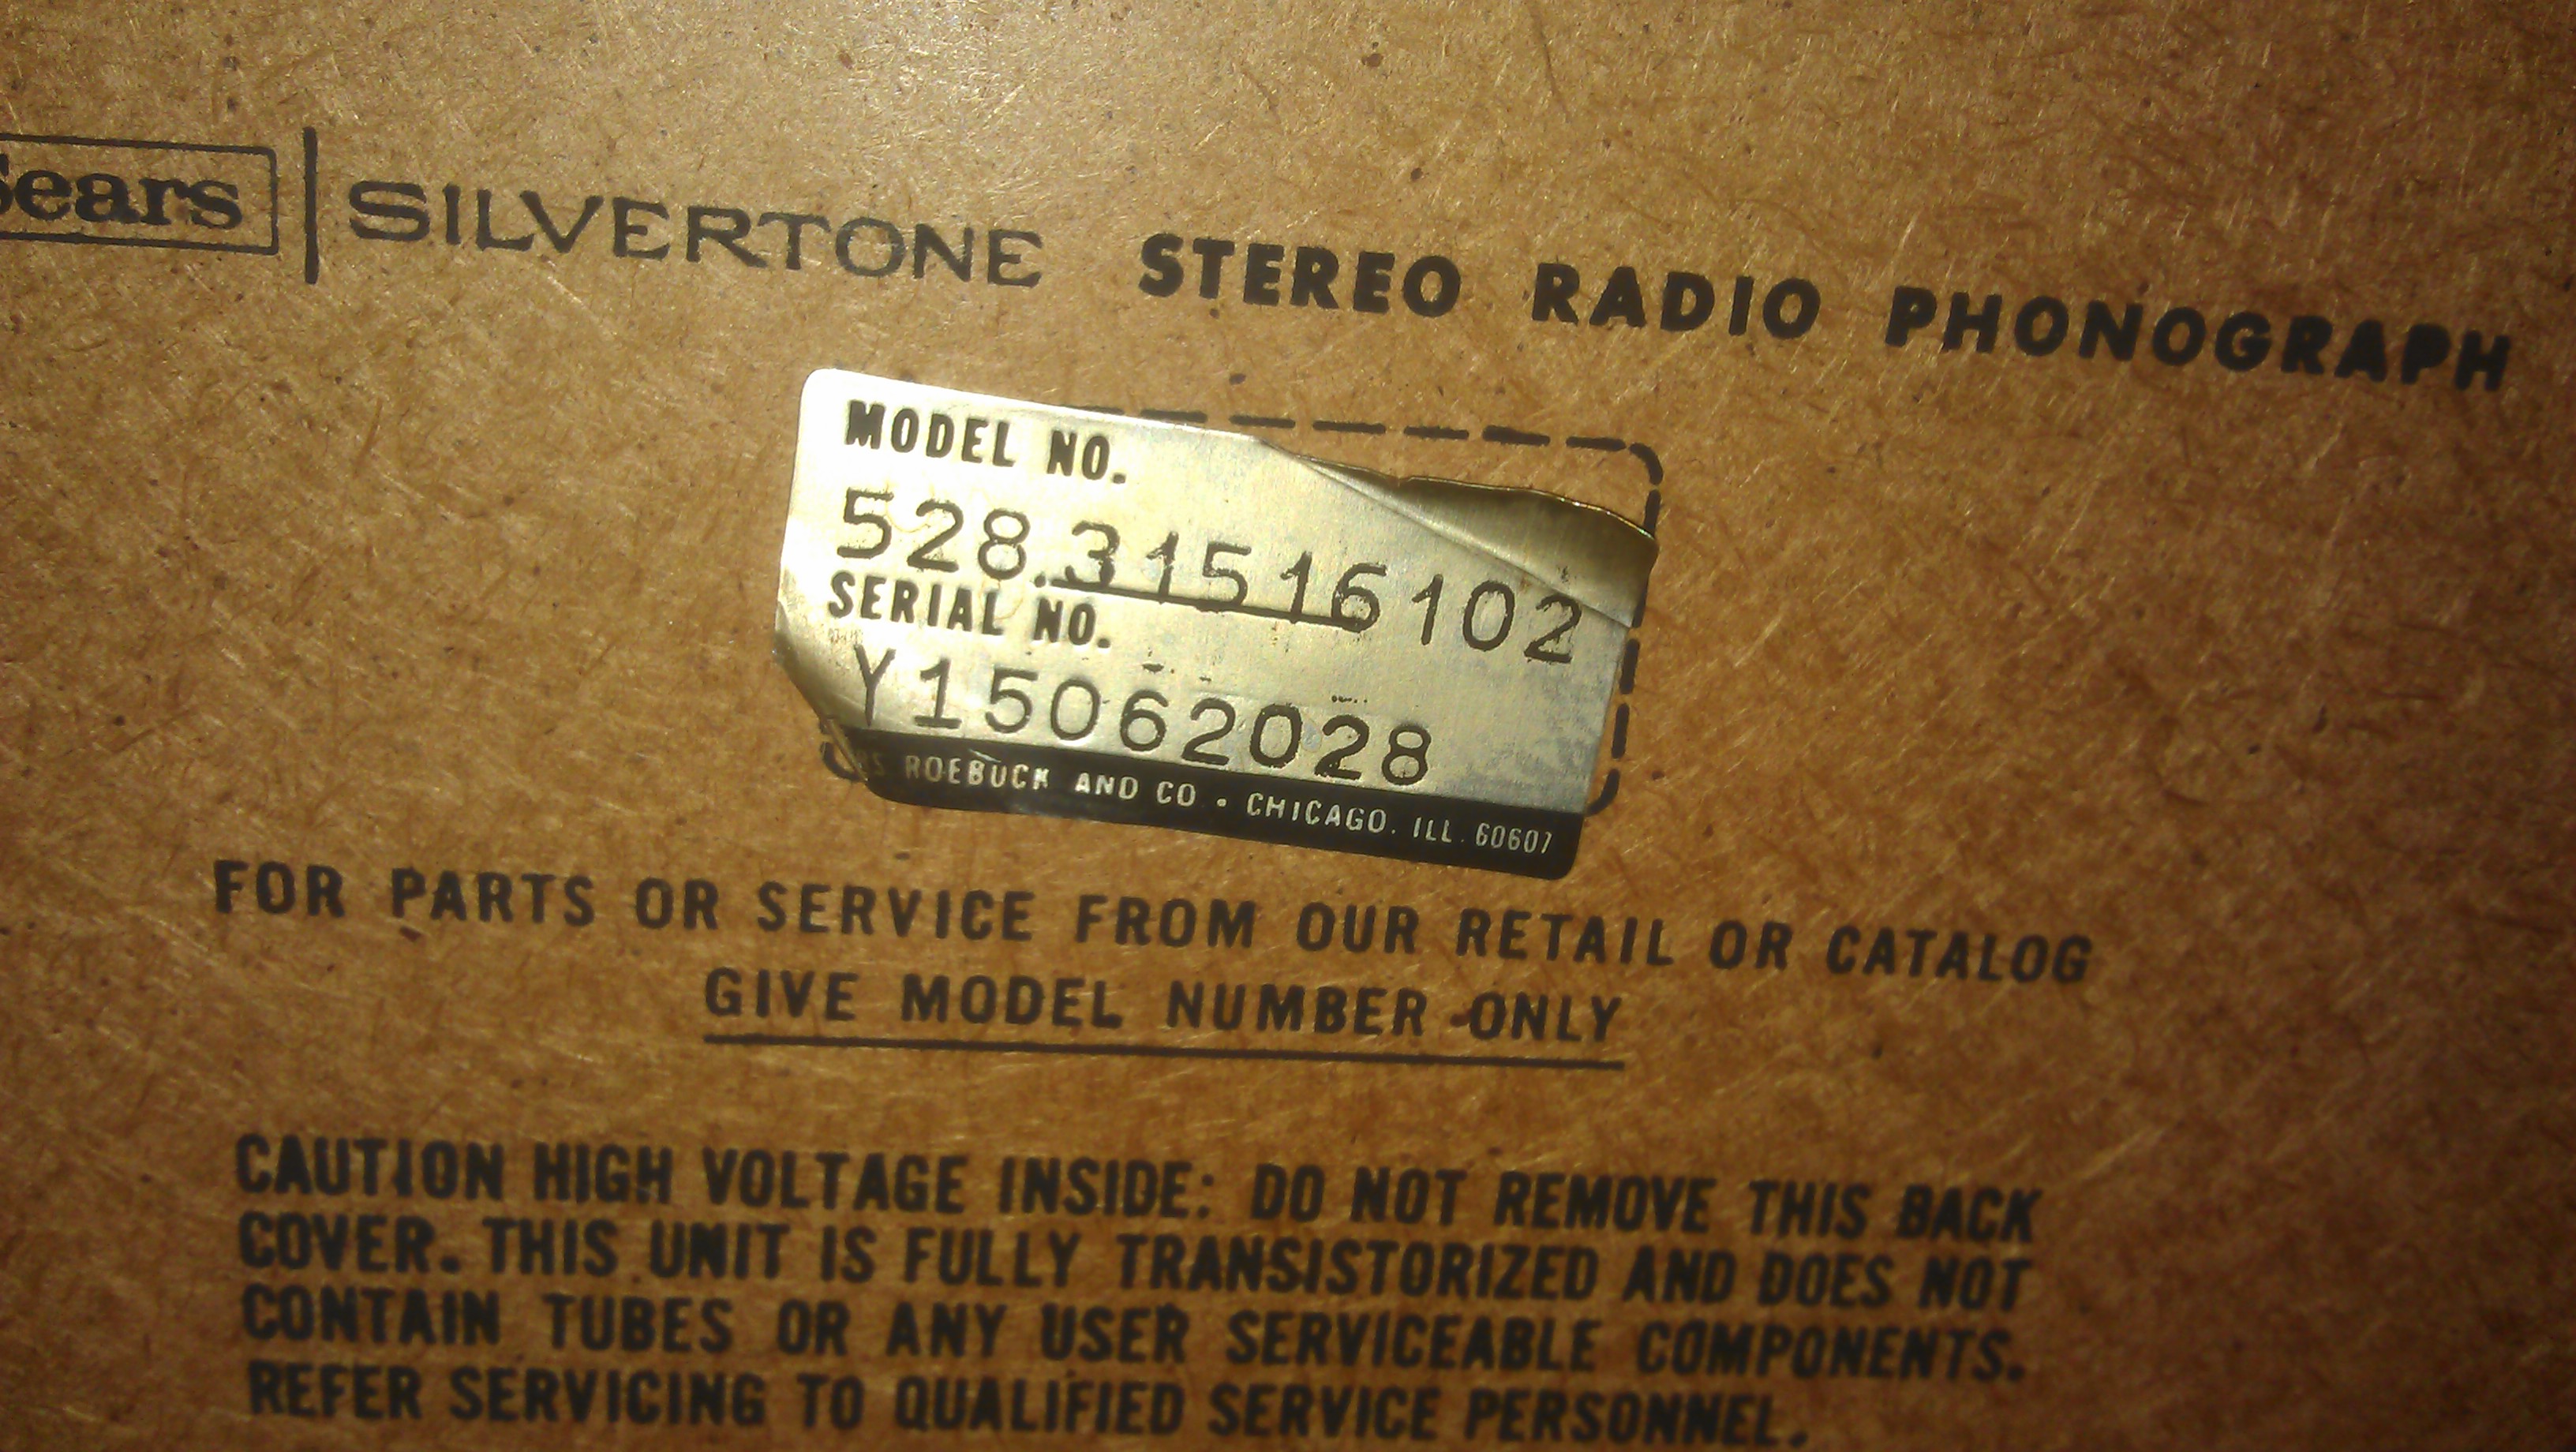 Sears SILVERTONE STEREO RADIO PHONOGRAPH
MODEL NO.
528.31516102
SERIAL NO.
Y15062028
ROEBUCK AND CO • CHICAGO, ILL. 60607
FOR PARTS OR SERVICE FROM OUR RETAIL OR CATALOG
GIVE MODEL NUMBER ONLY
CAUTION HIGH VOLTAGE INSIDE: DO NOT REMOVE THIS BACK
COVER. THIS UNIT IS FULLY TRANSISTORIZED AND DOES NOT
CONTAIN TUBES OR ANY USER SERVICEABLE COMPONENTS.
REFER SERVICING TO QUALIFIED SERVICE PERSONNEL.